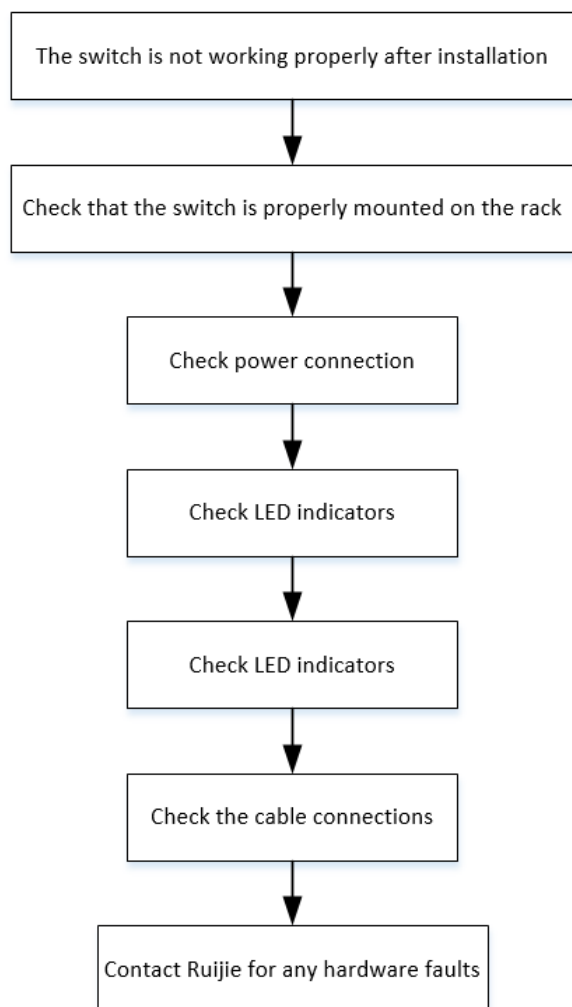 The switch is not working properly after installation
Check that the switch is properly mounted on the rack
Check power connection
Check LED indicators
Check LED indicators
Check the cable connections
Contact Ruijie for any hardware faults